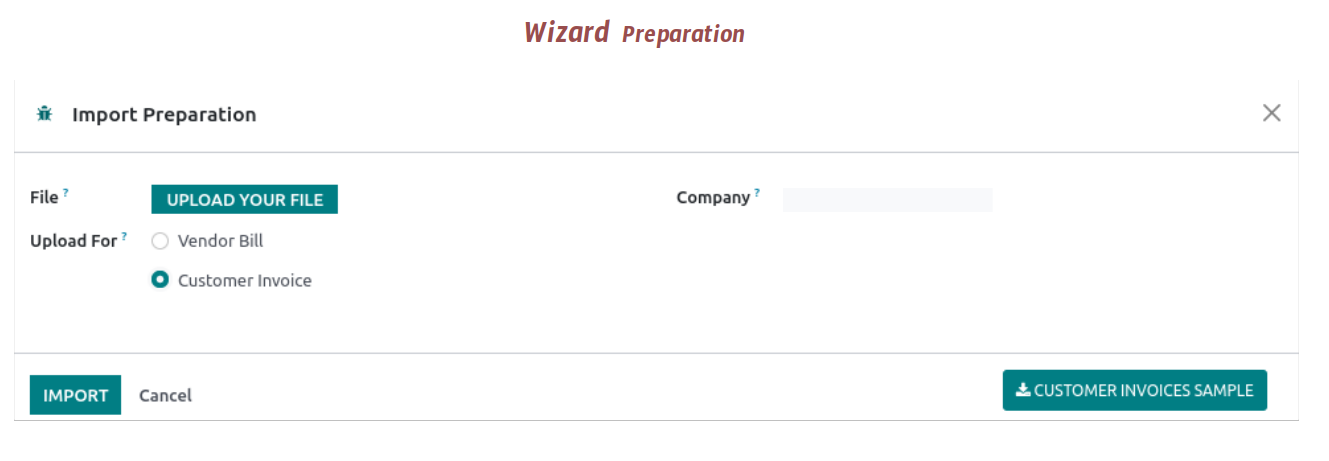 Wizard Preparation
Import Preparation
File ? UPLOAD YOUR FILE Company ?
Upload For ? Vendor Bill
Customer Invoice
IMPORT Cancel CUSTOMER INVOICES SAMPLE